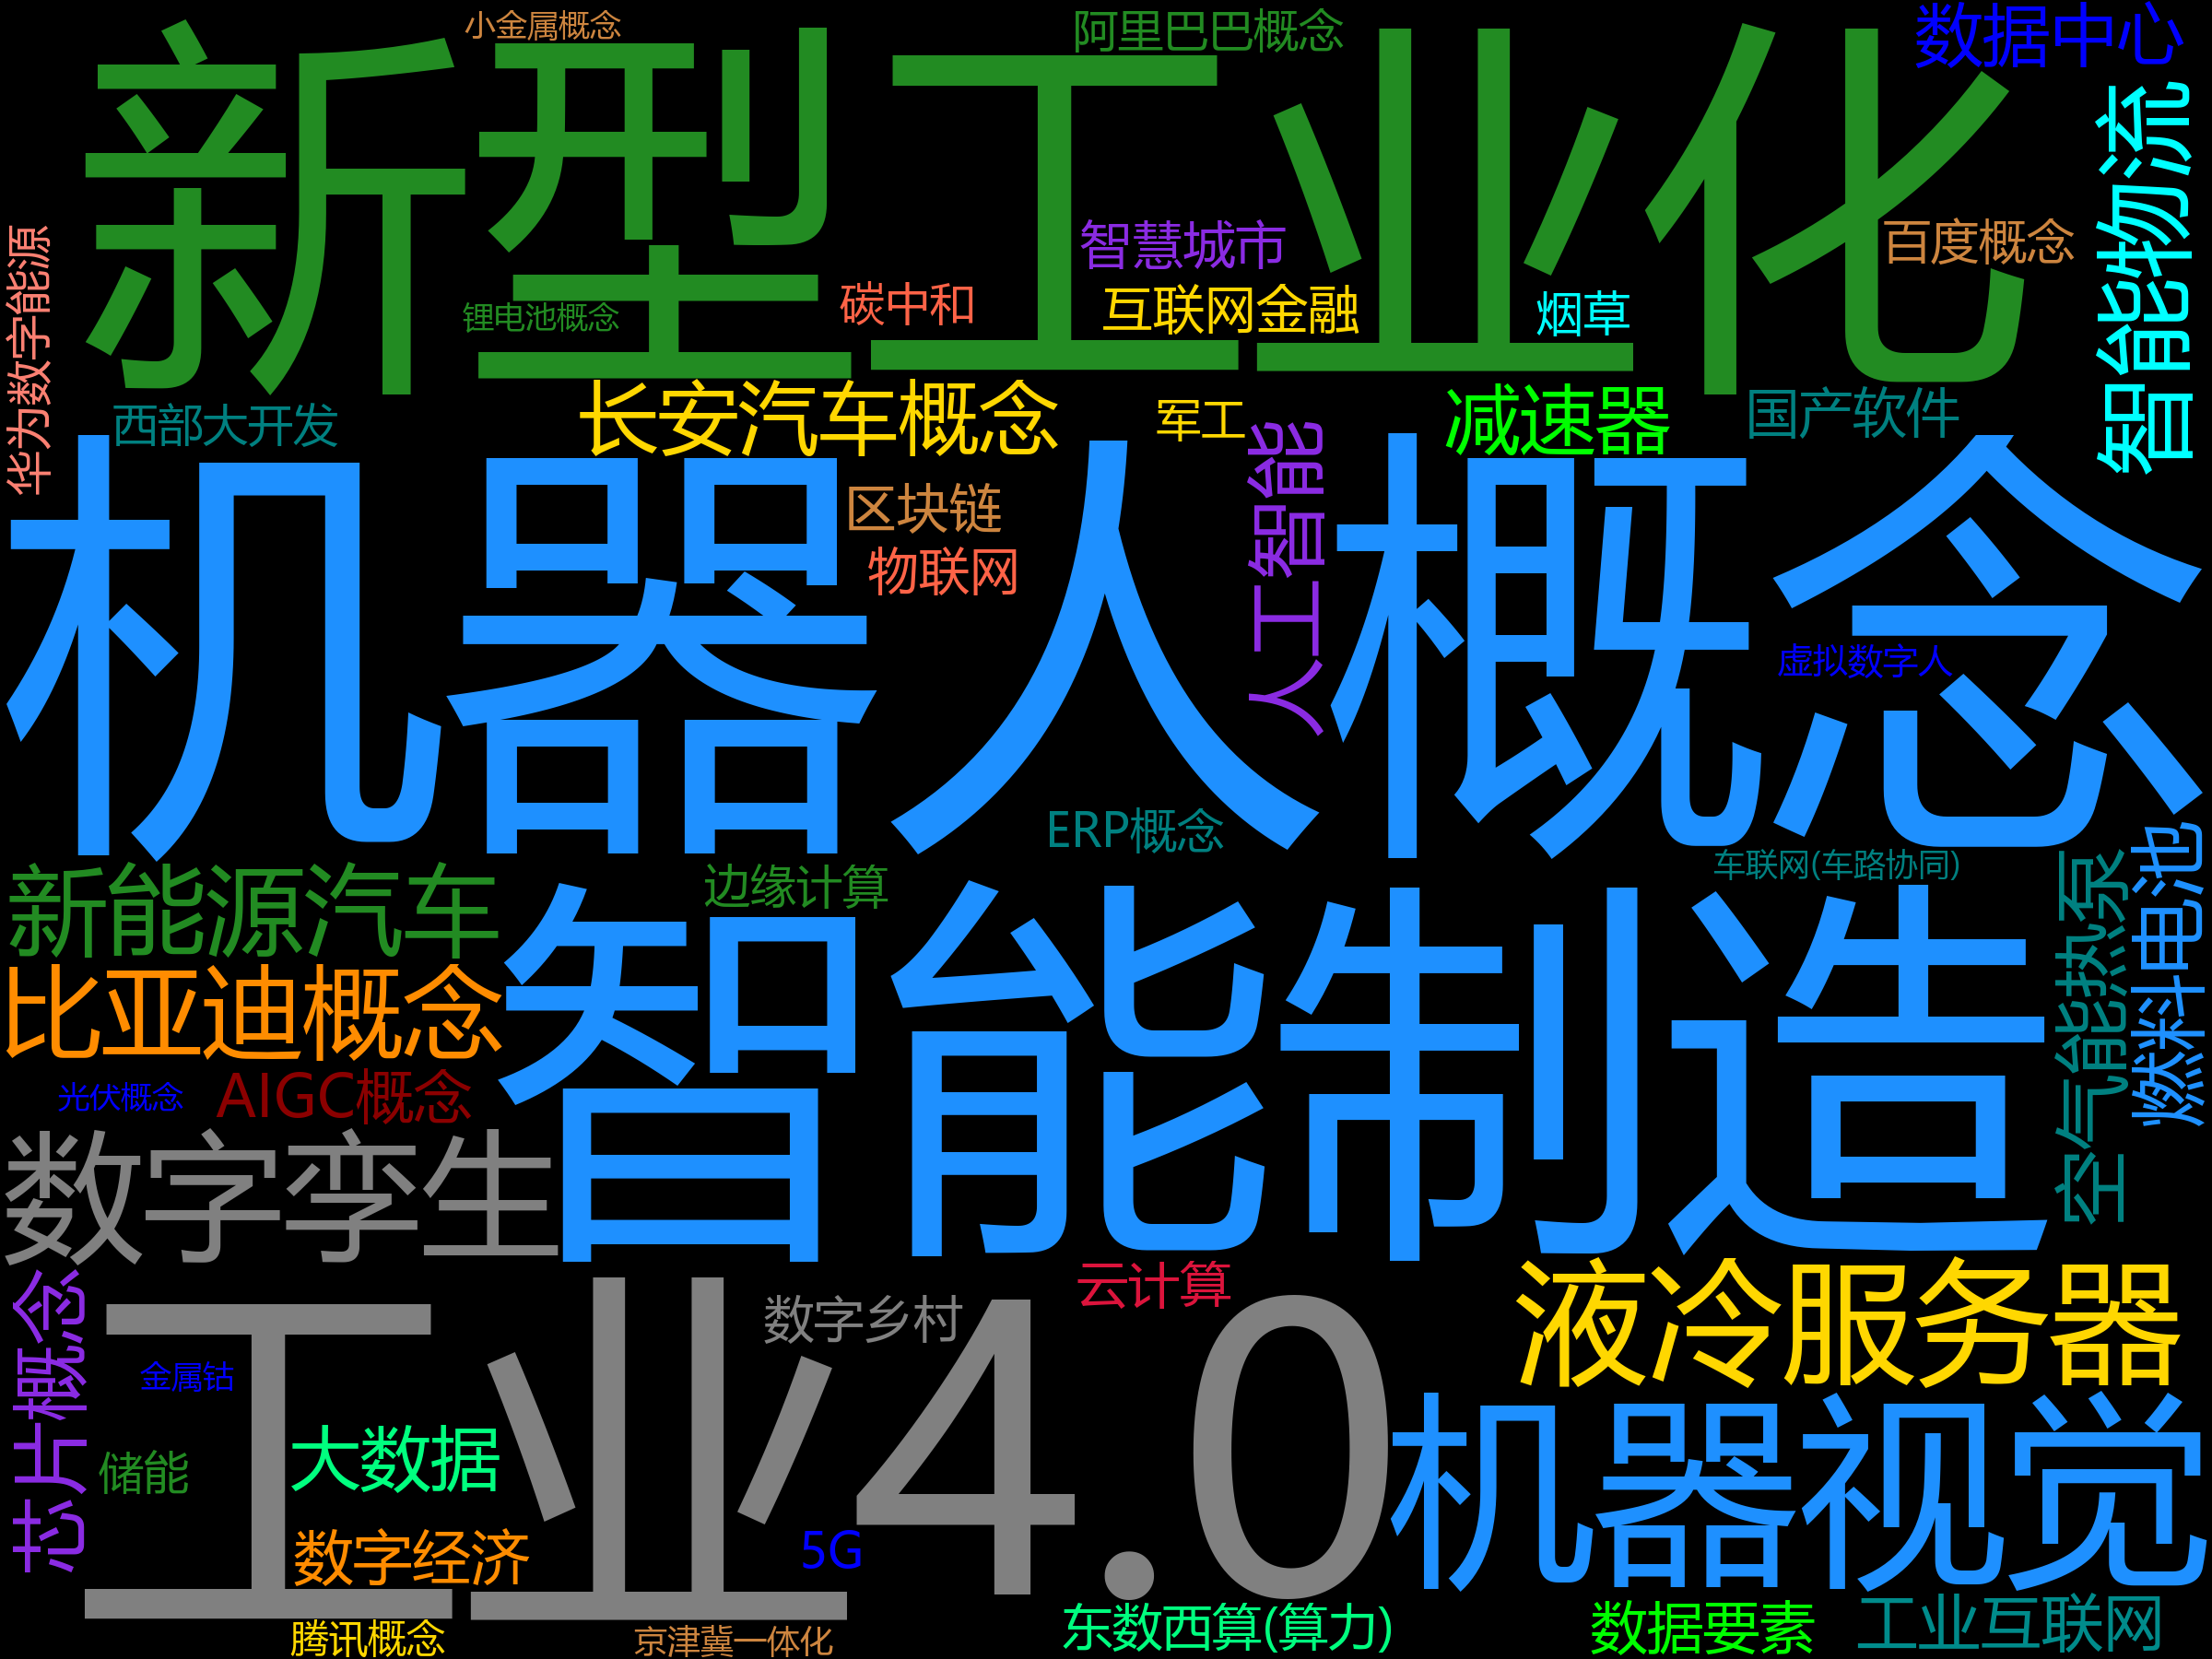 小金属概念
阿里巴巴概念
数据中心
新型工业化
智能物流
华为数字能源
智慧城市
百度概念
锂电池概念
碳中和
互联网金融
烟草
西部大开发
长安汽车概念
军工
减速器
国产软件
机器人概念
区块链
物联网
人工智能
虚拟数字人
ERP概念
新能源汽车
边缘计算
车联网(车路协同)
燃料电池
空气能热泵
智能制造
比亚迪概念
光伏概念
AIGC概念
数字孪生
云计算
液冷服务器
芯片概念
数字乡村
工业4.0
金属钴
储能
大数据
机器视觉
数字经济
5G
腾讯概念
京津冀一体化
东数西算(算力)
数据要素
工业互联网